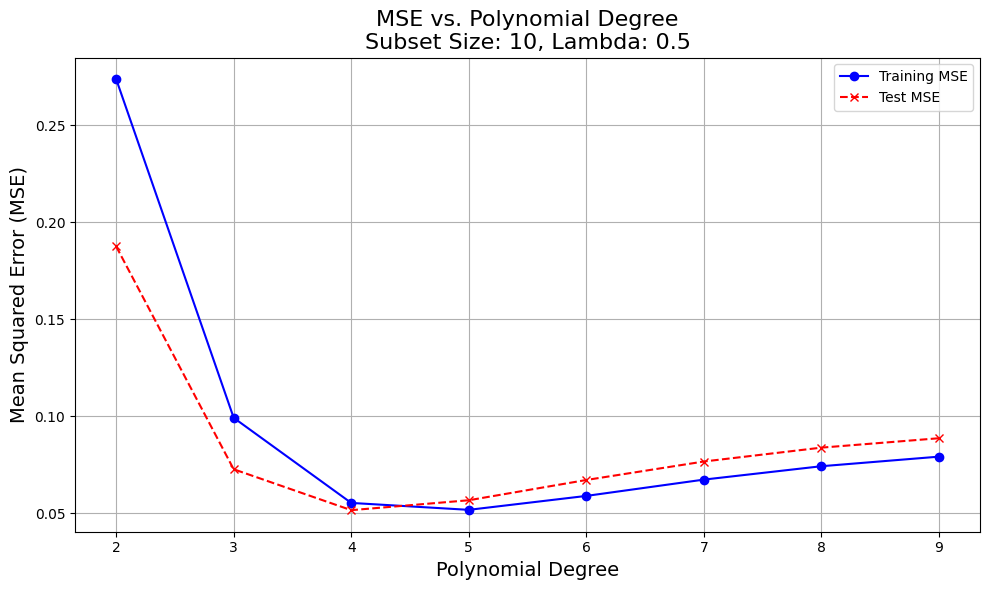 MSE vs. Polynomial Degree
Subset Size: 10, Lambda: 0.5
Training MSE
Test MSE
Mean Squared Error (MSE)
0.25
0.20
0.15
0.10
0.05
2 3 4 5 6 7 8 9
Polynomial Degree